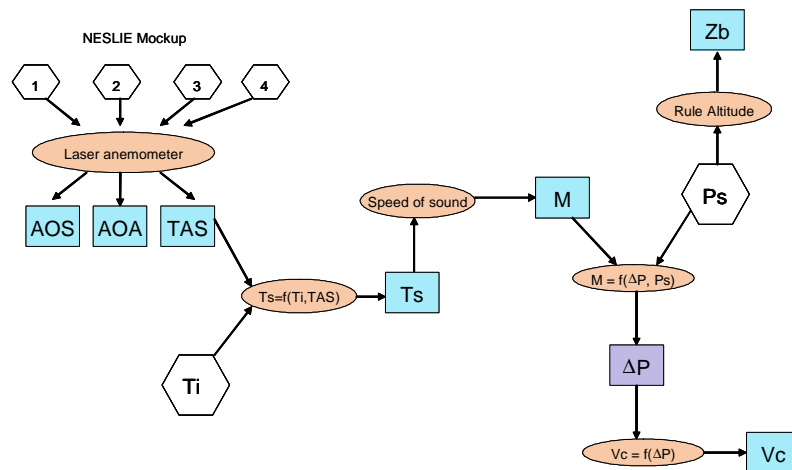 NESLIE Mockup
Zb
1
2
3
4
Rule Altitude
Laser anemometer
Ps
Speed of sound
M
AOS
AOA
TAS
M = f(ΔP, Ps)
Ts=f(Ti,TAS)
Ts
ΔP
Ti
Vc = f(ΔP)
Vc